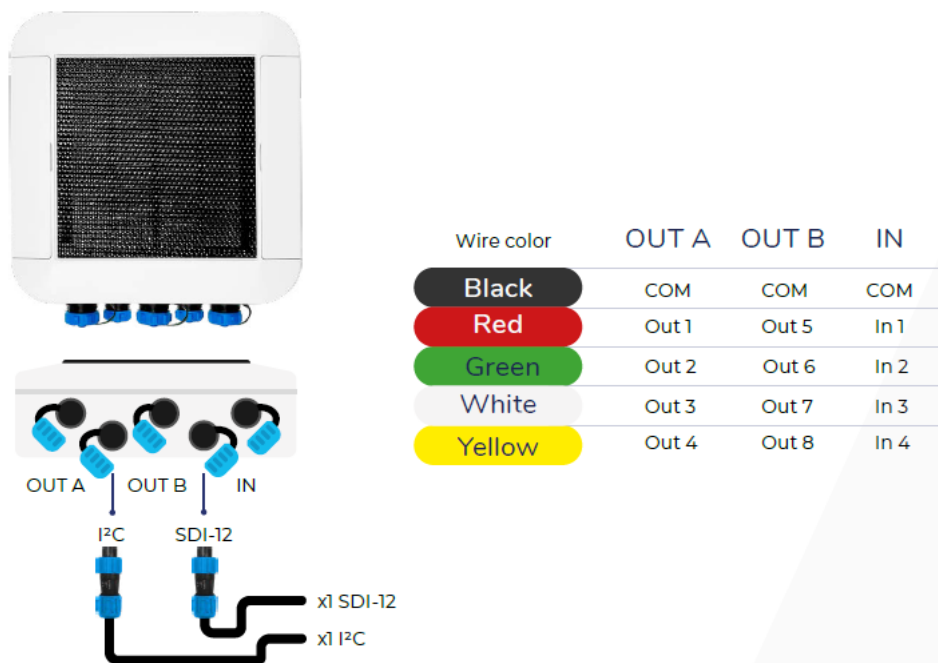 Wire color OUT A OUT B IN
Black COM COM COM
Red Out 1 Out 5 In 1
Green Out 2 Out 6 In 2
White Out 3 Out 7 In 3
Yellow Out 4 Out 8 In 4
OUT A OUT B IN
I²C SDI-12
x1 SDI-12
x1 I²C